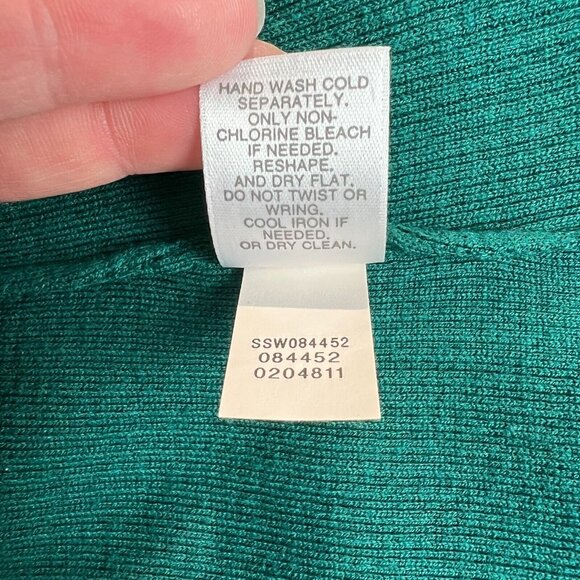 HAND WASH COLD
SEPARATELY.
ONLY NON-
CHLORINE BLEACH
IF NEEDED.
RESHAPE,
AND DRY FLAT.
DO NOT TWIST OR
WRING.
COOL IRON IF
NEEDED.
OR DRY CLEAN.
SSW084452
084452
0204811